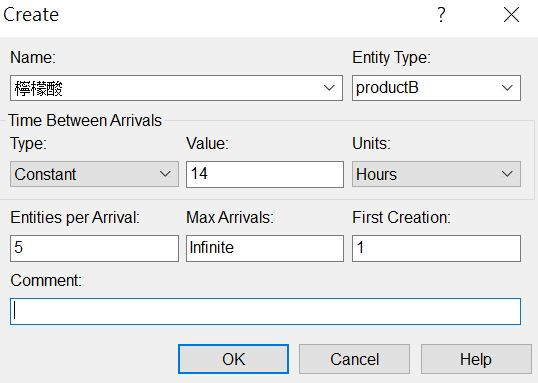 Create ? ×
Name: Entity Type:
檸檬酸 productB
Time Between Arrivals
Type: Value: Units:
Constant 14 Hours
Entities per Arrival: Max Arrivals: First Creation:
5 Infinite 1
Comment:
OK Cancel Help